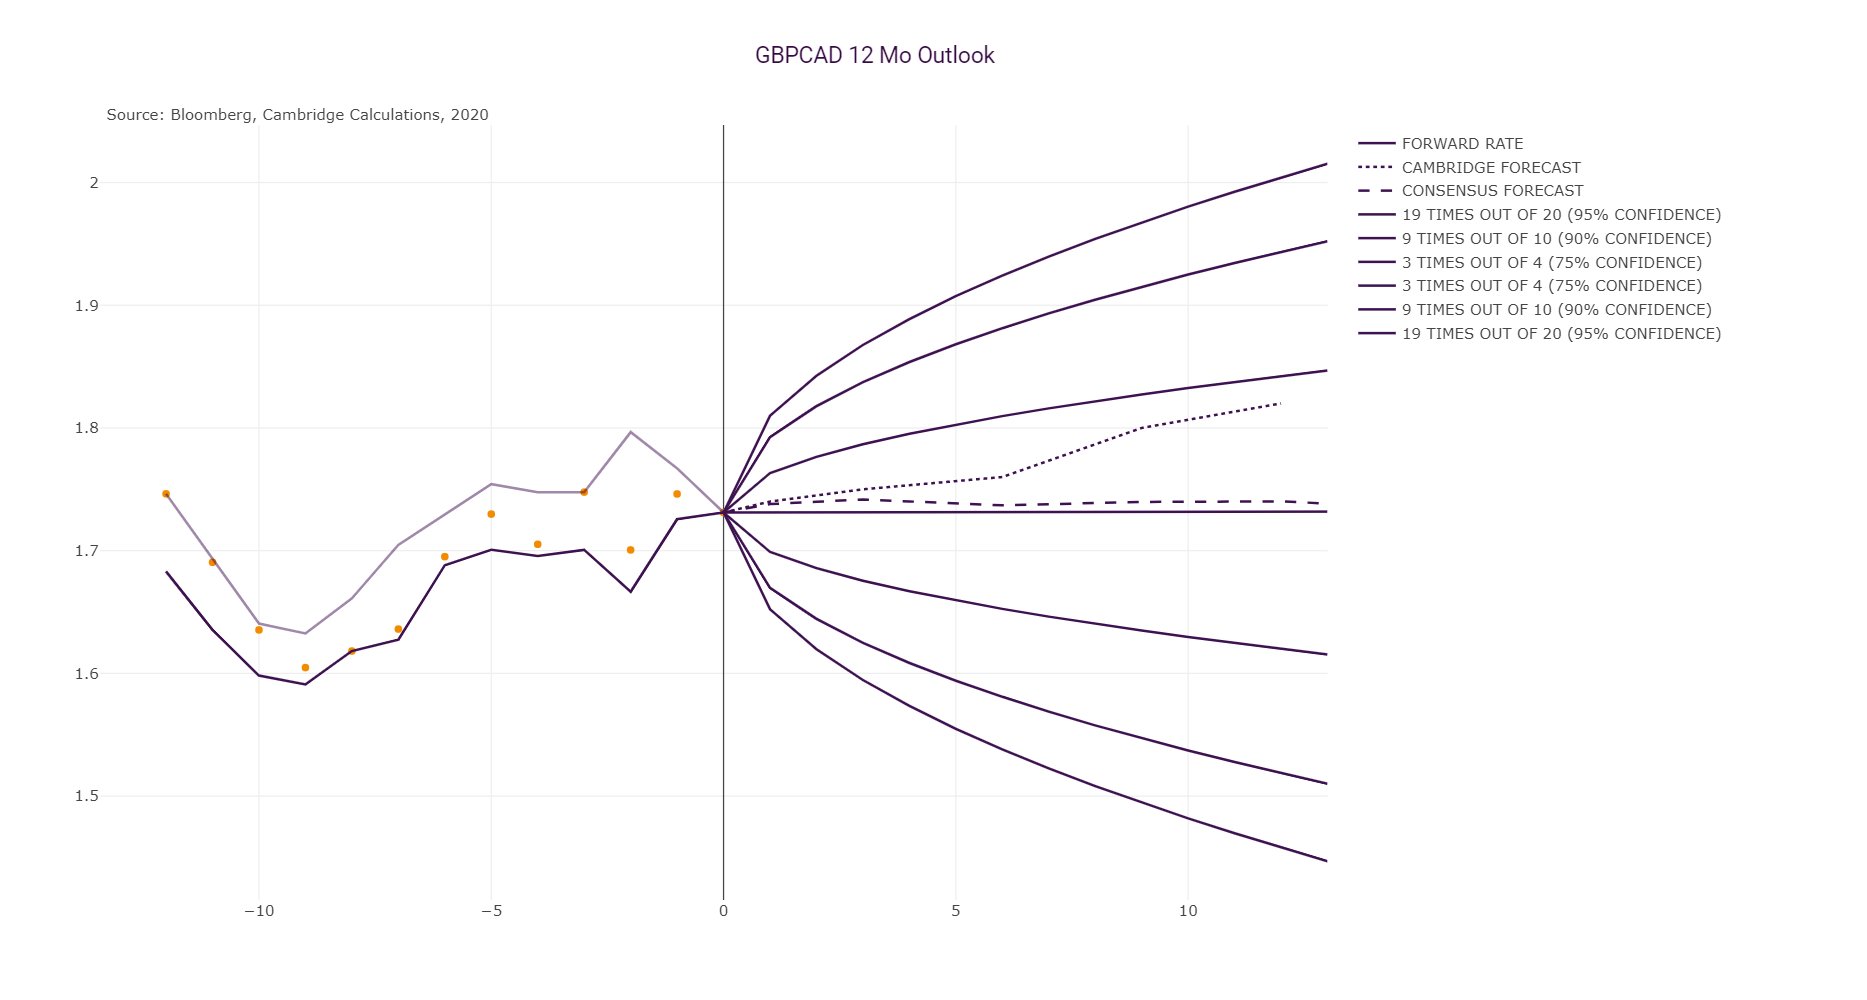 GBPCAD 12 Mo Outlook
Source: Bloomberg, Cambridge Calculations, 2020
2
1.9
1.8
1.7
1.6
1.5
−10
−5
0
5
10
FORWARD RATE
CAMBRIDGE FORECAST
CONSENSUS FORECAST
19 TIMES OUT OF 20 (95% CONFIDENCE)
9 TIMES OUT OF 10 (90% CONFIDENCE)
3 TIMES OUT OF 4 (75% CONFIDENCE)
3 TIMES OUT OF 4 (75% CONFIDENCE)
9 TIMES OUT OF 10 (90% CONFIDENCE)
19 TIMES OUT OF 20 (95% CONFIDENCE)